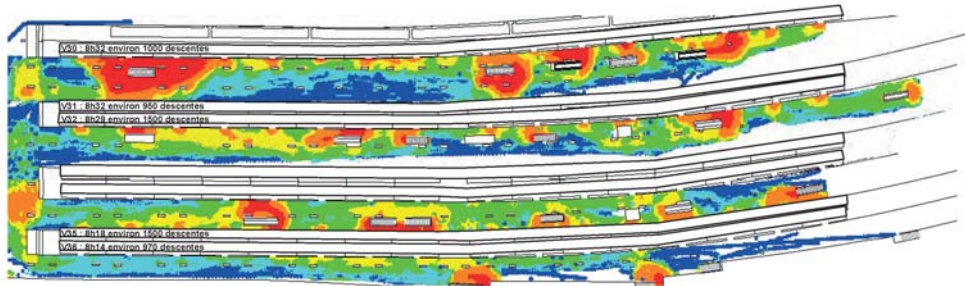 V30 : 8h32 environ 1000 descentes
V31 : 8h32 environ 950 descentes
V32 : 8h29 environ 1500 descentes
V35 : 8h18 environ 1500 descentes
V36 : 8h14 environ 970 descentes